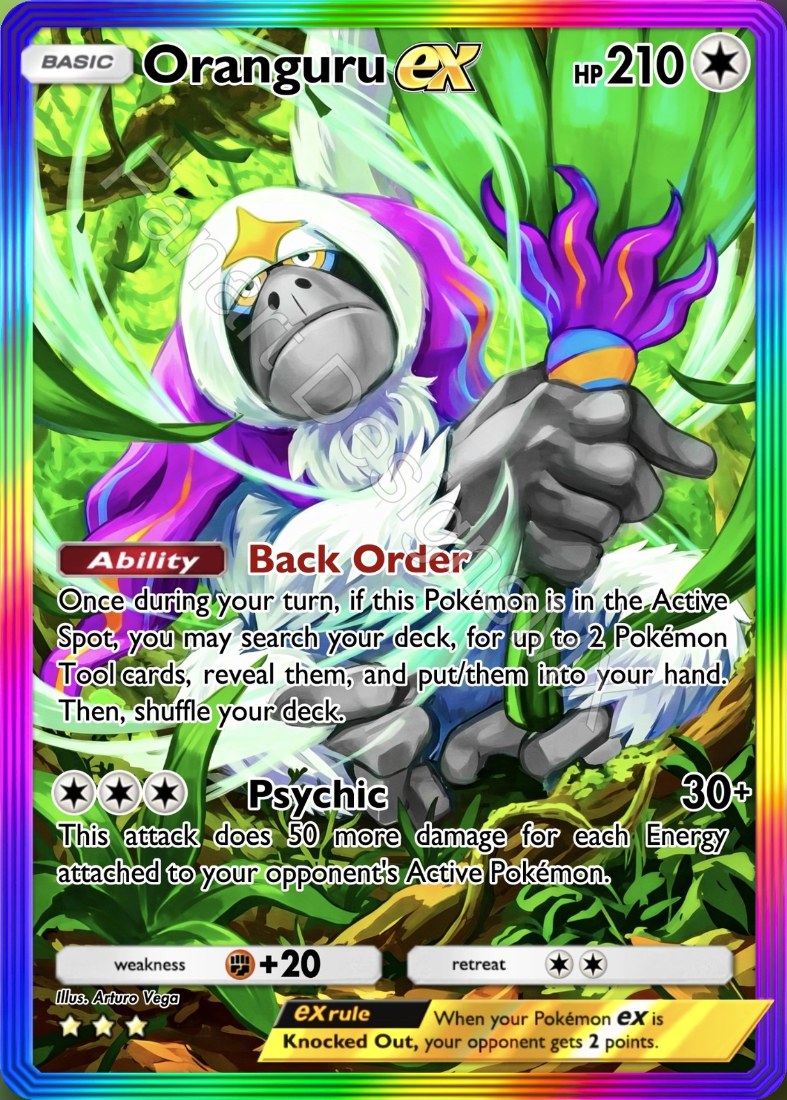 BASIC Oranguru ex HP 210
Fanart Designer
Ability Back Order
Once during your turn, if this Pokémon is in the Active
Spot, you may search your deck, for up to 2 Pokémon
Tool cards, reveal them, and put/them into your hand.
Then, shuffle your deck.
Psychic 30+
This attack does 50 more damage for each Energy
attached to your opponent's Active Pokémon.
weakness +20 retreat
Illus. Arturo Vega
ex rule When your Pokémon ex is
Knocked Out, your opponent gets 2 points.